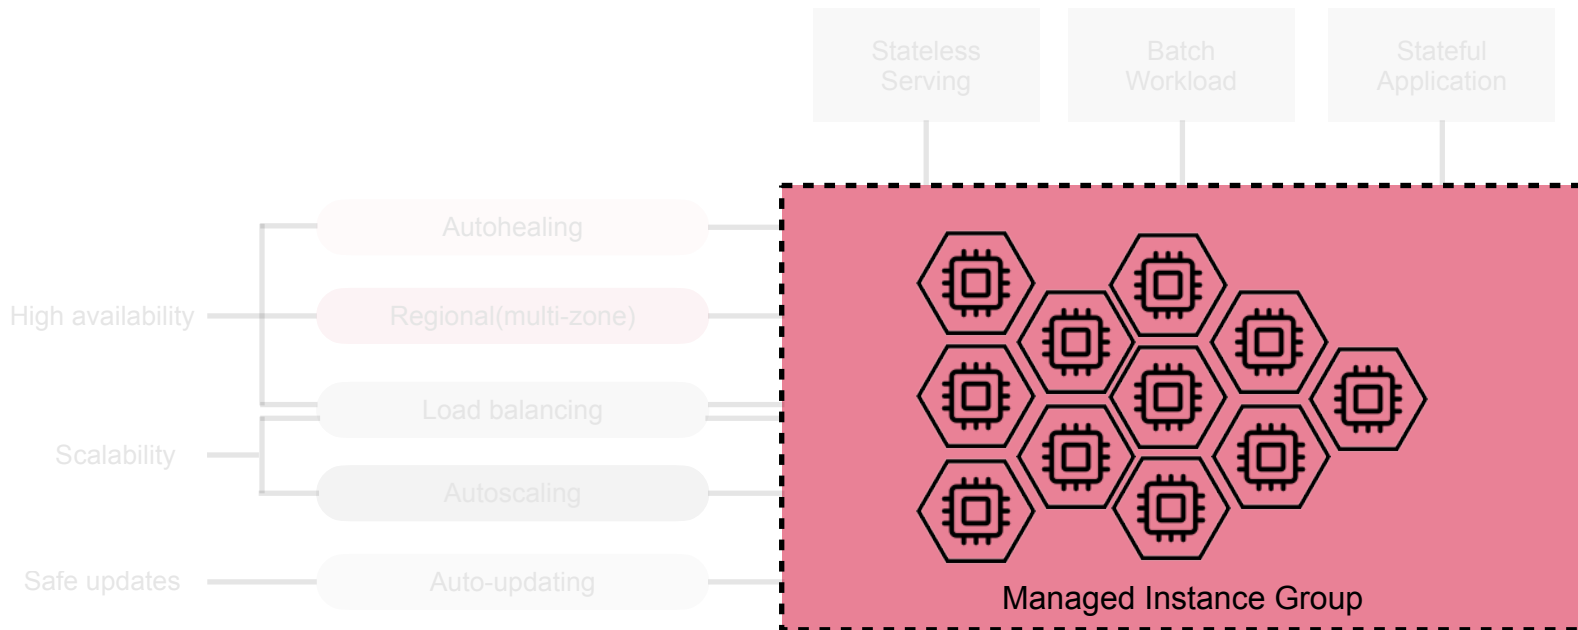 Stateless
Serving
Batch
Workload
Stateful
Application
Autohealing
High availability
Regional(multi-zone)
Load balancing
Scalability
Autoscaling
Safe updates
Auto-updating
Managed Instance Group